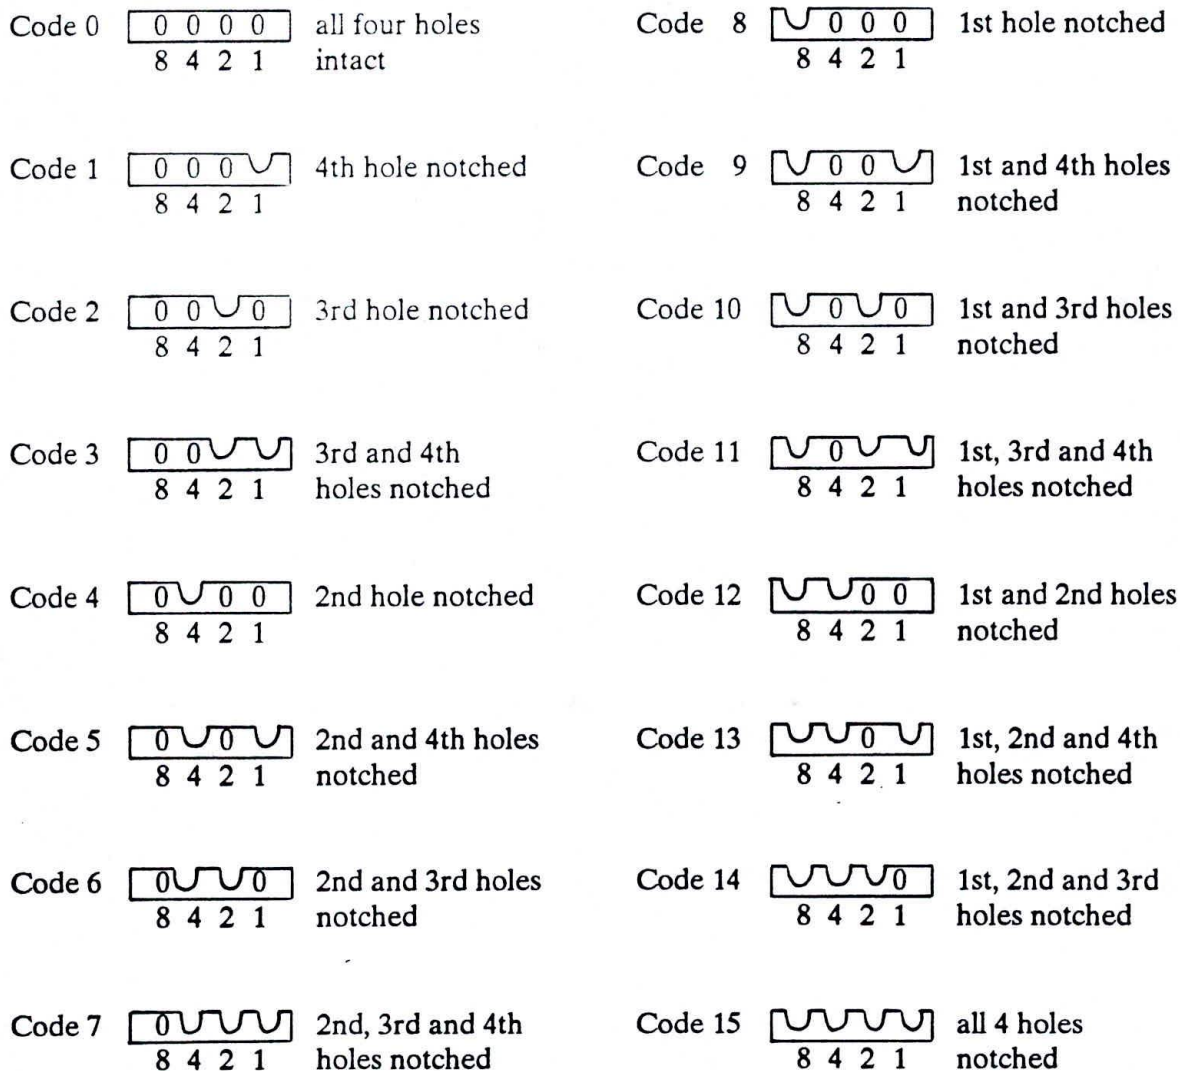 Code 0 0 0 0 0 all four holes
8 4 2 1 intact
Code 1 0 0 0 4th hole notched
8 4 2 1
Code 2 0 0 0 3rd hole notched
8 4 2 1
Code 3 0 0 3rd and 4th
8 4 2 1 holes notched
Code 4 0 0 0 2nd hole notched
8 4 2 1
Code 5 0 0 2nd and 4th holes
8 4 2 1 notched
Code 6 0 0 2nd and 3rd holes
8 4 2 1 notched
Code 7 0 2nd, 3rd and 4th
8 4 2 1 holes notched
Code 8 0 0 0 1st hole notched
8 4 2 1
Code 9 0 0 1st and 4th holes
8 4 2 1 notched
Code 10 0 0 1st and 3rd holes
8 4 2 1 notched
Code 11 0 1st, 3rd and 4th
8 4 2 1 holes notched
Code 12 0 0 1st and 2nd holes
8 4 2 1 notched
Code 13 0 1st, 2nd and 4th
8 4 2 1 holes notched
Code 14 0 1st, 2nd and 3rd
8 4 2 1 holes notched
Code 15 all 4 holes
8 4 2 1 notched